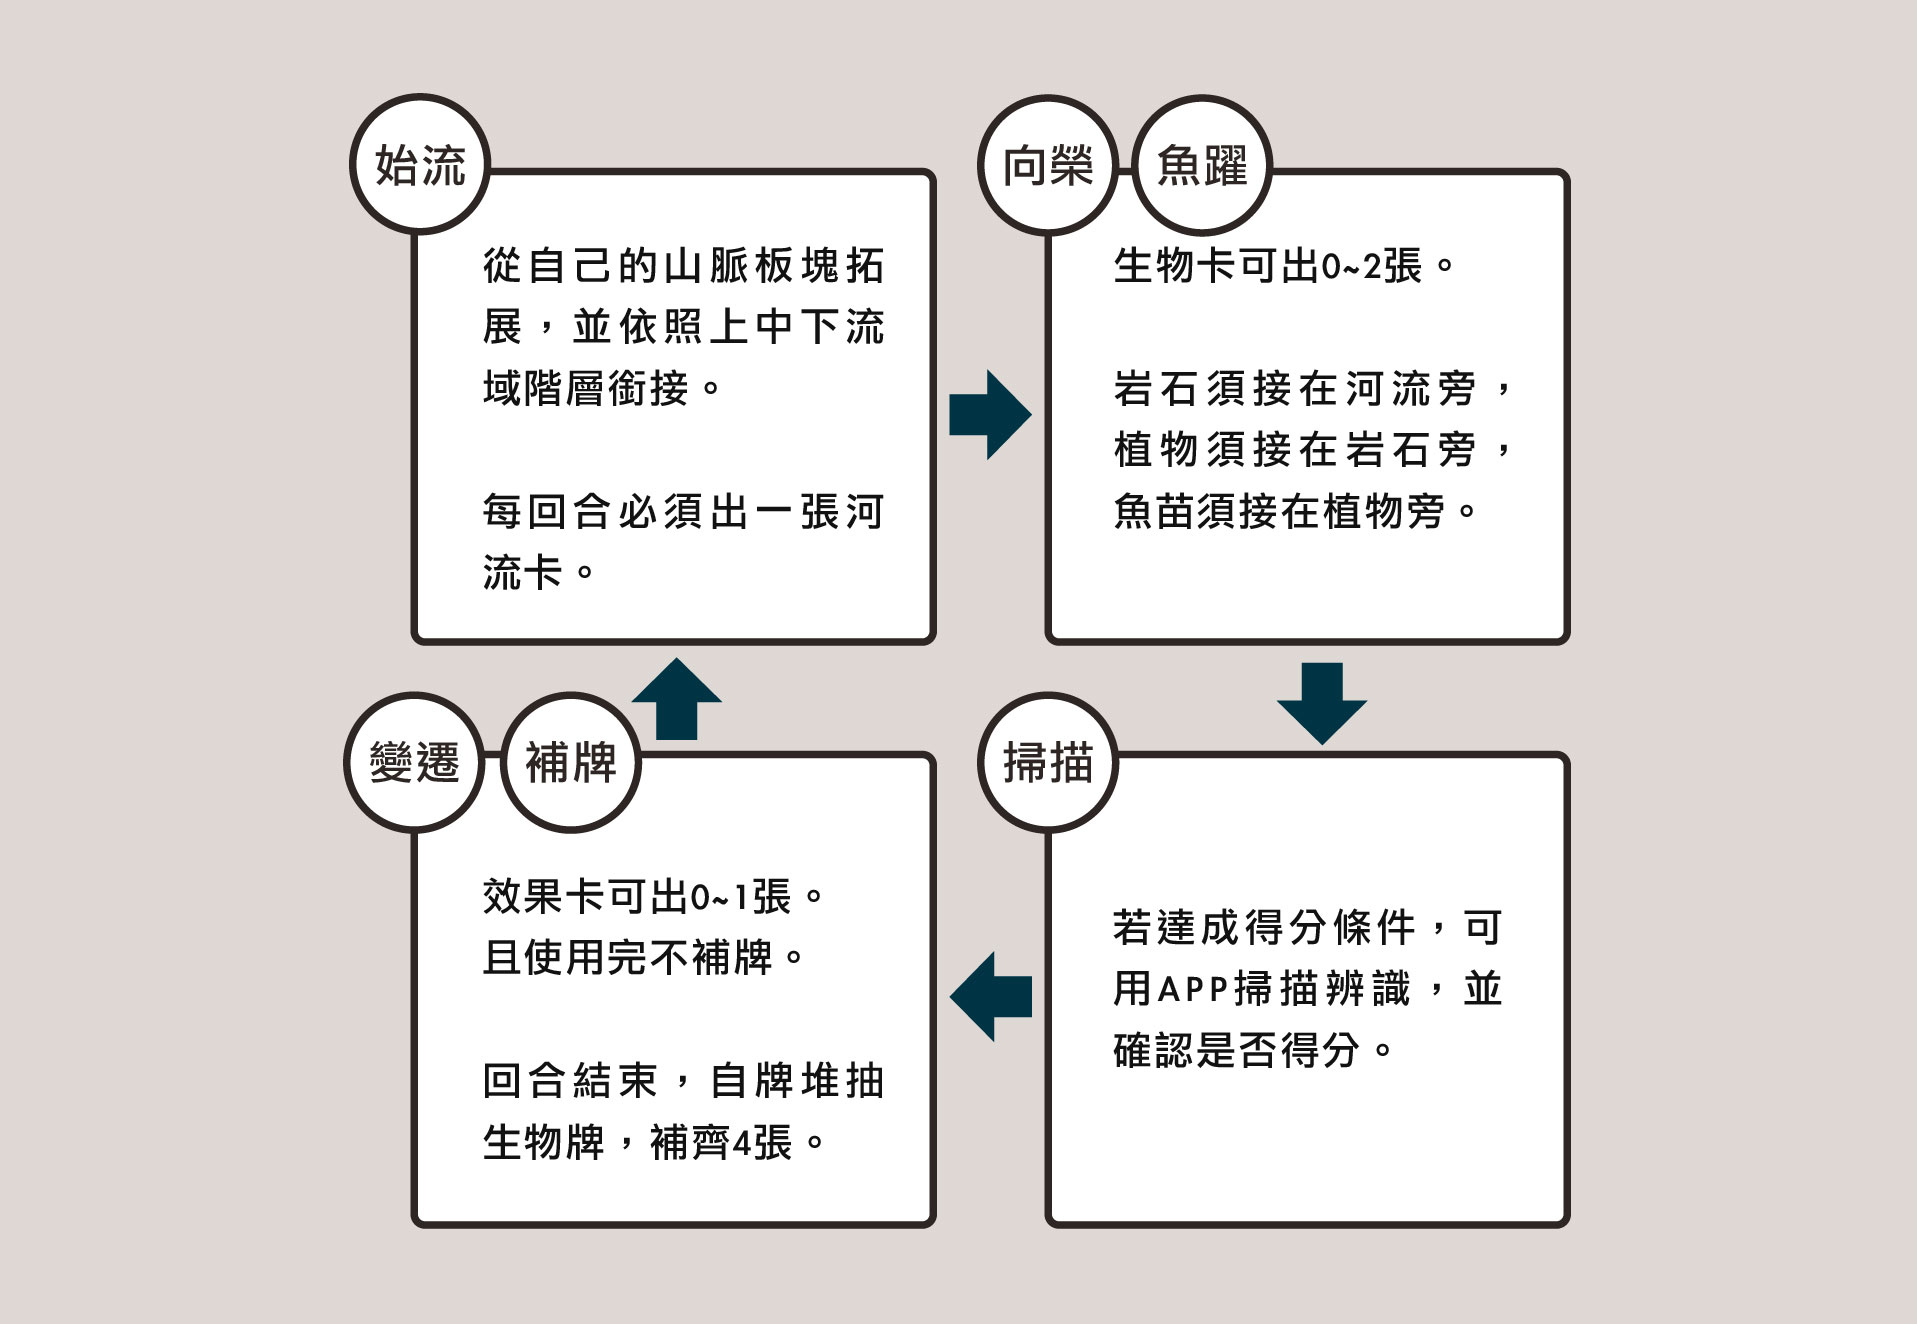 始流
從自己的山脈板塊拓
展，並依照上中下流
域階層銜接。
每回合必須出一張河
流卡。
向榮
魚躍
生物卡可出0~2張。
岩石須接在河流旁，
植物須接在岩石旁，
魚苗須接在植物旁。
掃描
若達成得分條件，可
用APP掃描辨識，並
確認是否得分。
變遷
補牌
效果卡可出0~1張。
且使用完不補牌。
回合結束，自牌堆抽
生物牌，補齊4張。